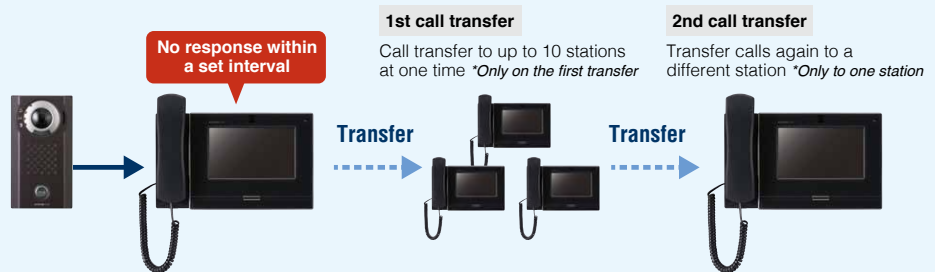 1st call transfer
Call transfer to up to 10 stations
at one time *Only on the first transfer
2nd call transfer
Transfer calls again to a
different station *Only to one station
No response within
a set interval
Transfer
Transfer